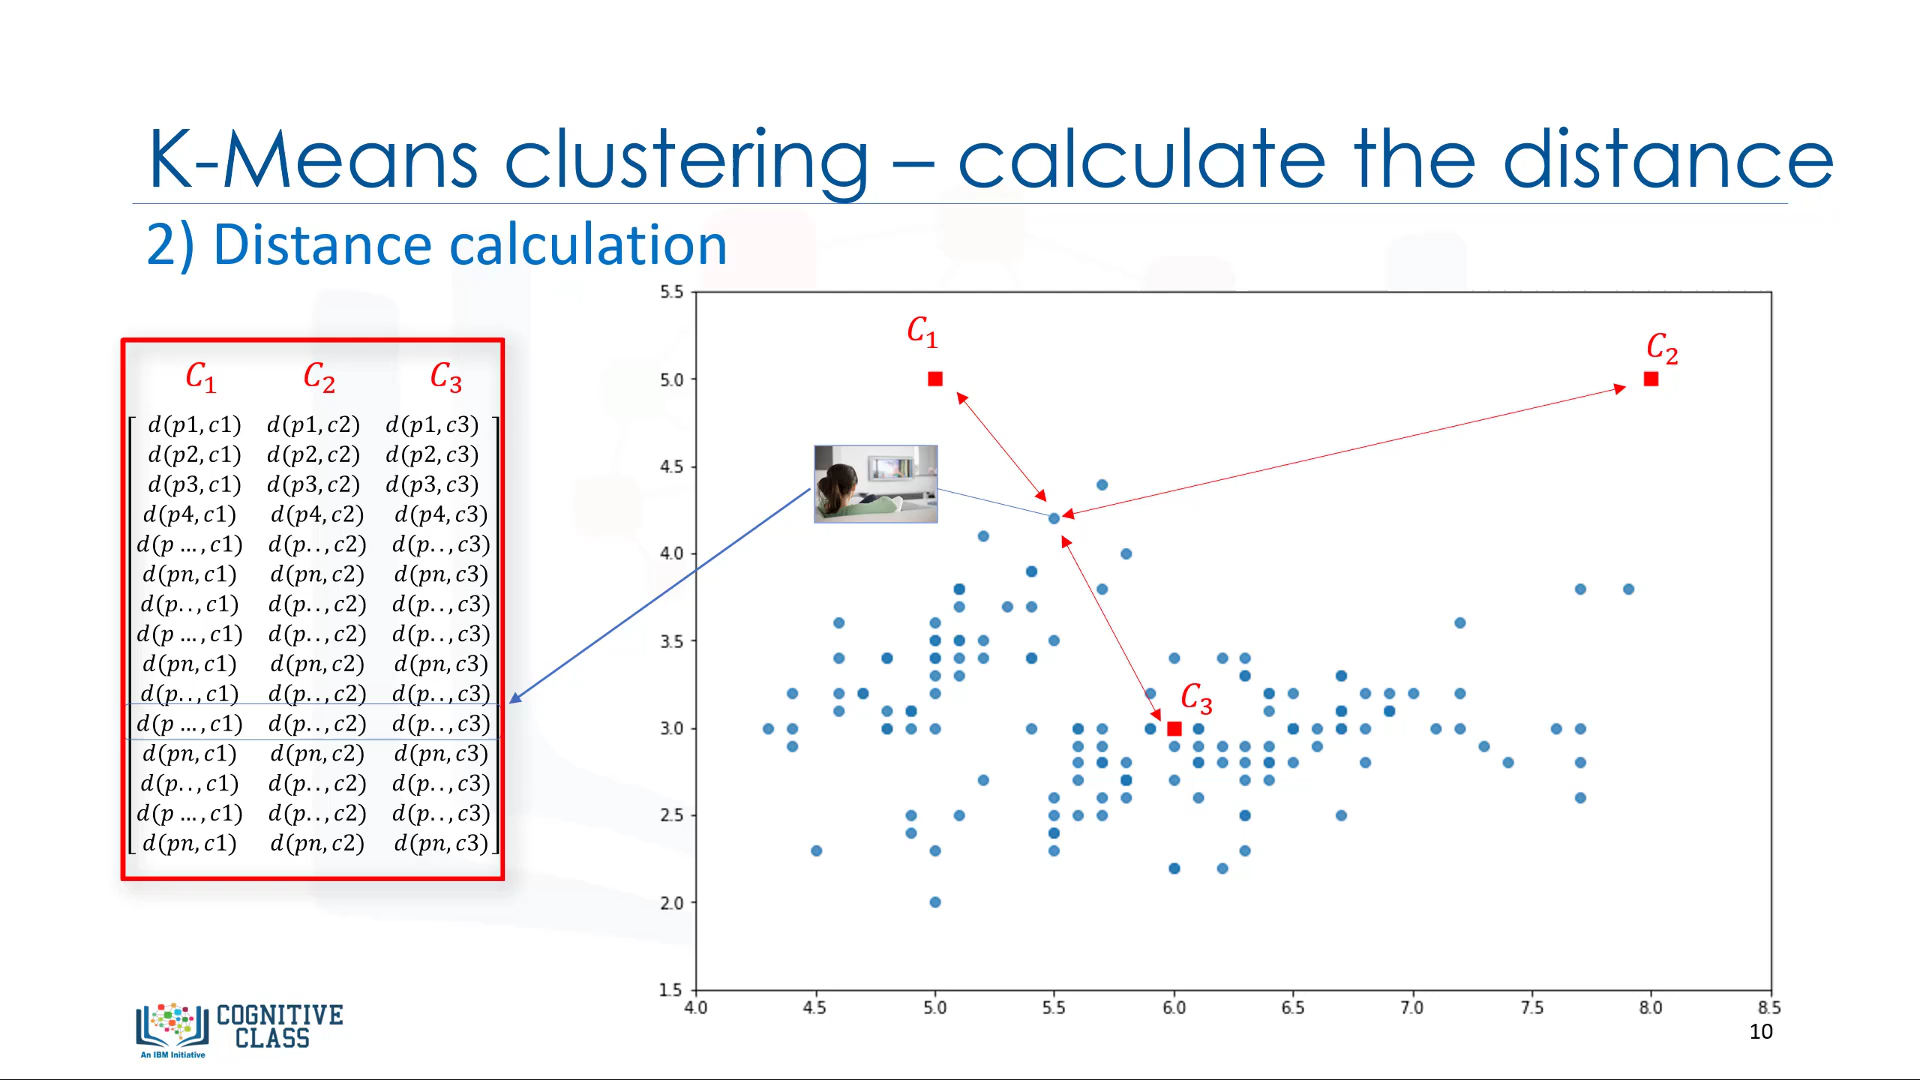 K-Means clustering – calculate the distance
2) Distance calculation
C1 C2 C3
d(p1,c1) d(p1,c2) d(p1,c3)
d(p2,c1) d(p2,c2) d(p2,c3)
d(p3,c1) d(p3,c2) d(p3,c3)
d(p4,c1) d(p4,c2) d(p4,c3)
d(p ...,c1) d(p..,c2) d(p..,c3)
d(pn,c1) d(pn,c2) d(pn,c3)
d(p..,c1) d(p..,c2) d(p..,c3)
d(p ...,c1) d(p..,c2) d(p..,c3)
d(pn,c1) d(pn,c2) d(pn,c3)
d(p..,c1) d(p..,c2) d(p..,c3)
d(p ...,c1) d(p..,c2) d(p..,c3)
d(pn,c1) d(pn,c2) d(pn,c3)
d(p..,c1) d(p..,c2) d(p..,c3)
d(p ...,c1) d(p..,c2) d(p..,c3)
d(pn,c1) d(pn,c2) d(pn,c3)
5.5
5.0
4.5
4.0
3.5
3.0
2.5
2.0
1.5
C1
C2
C3
4.0 4.5 5.0 5.5 6.0 6.5 7.0 7.5 8.0 8.5
COGNITIVE
CLASS
An IBM Initiative
10